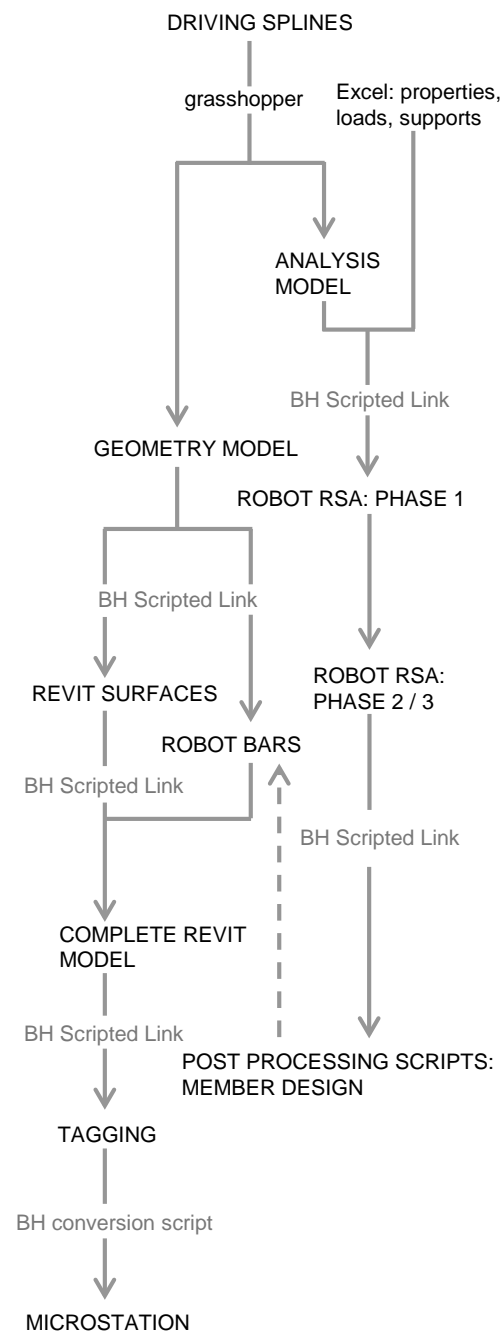 DRIVING SPLINES
grasshopper
Excel: properties,
loads, supports
ANALYSIS
MODEL
BH Scripted Link
GEOMETRY MODEL
ROBOT RSA: PHASE 1
BH Scripted Link
REVIT SURFACES
ROBOT RSA:
PHASE 2 / 3
ROBOT BARS
BH Scripted Link
BH Scripted Link
COMPLETE REVIT
MODEL
BH Scripted Link
POST PROCESSING SCRIPTS:
MEMBER DESIGN
TAGGING
BH conversion script
MICROSTATION